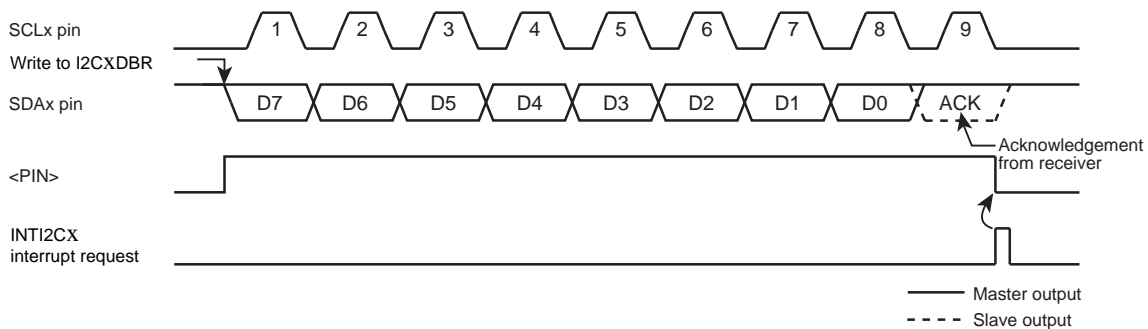 SCLx pin
1 2 3 4 5 6 7 8 9
Write to I2CXDBR
SDAx pin
D7 D6 D5 D4 D3 D2 D1 D0 ACK
Acknowledgement
from receiver
<PIN>
INTI2CX
interrupt request
Master output
Slave output